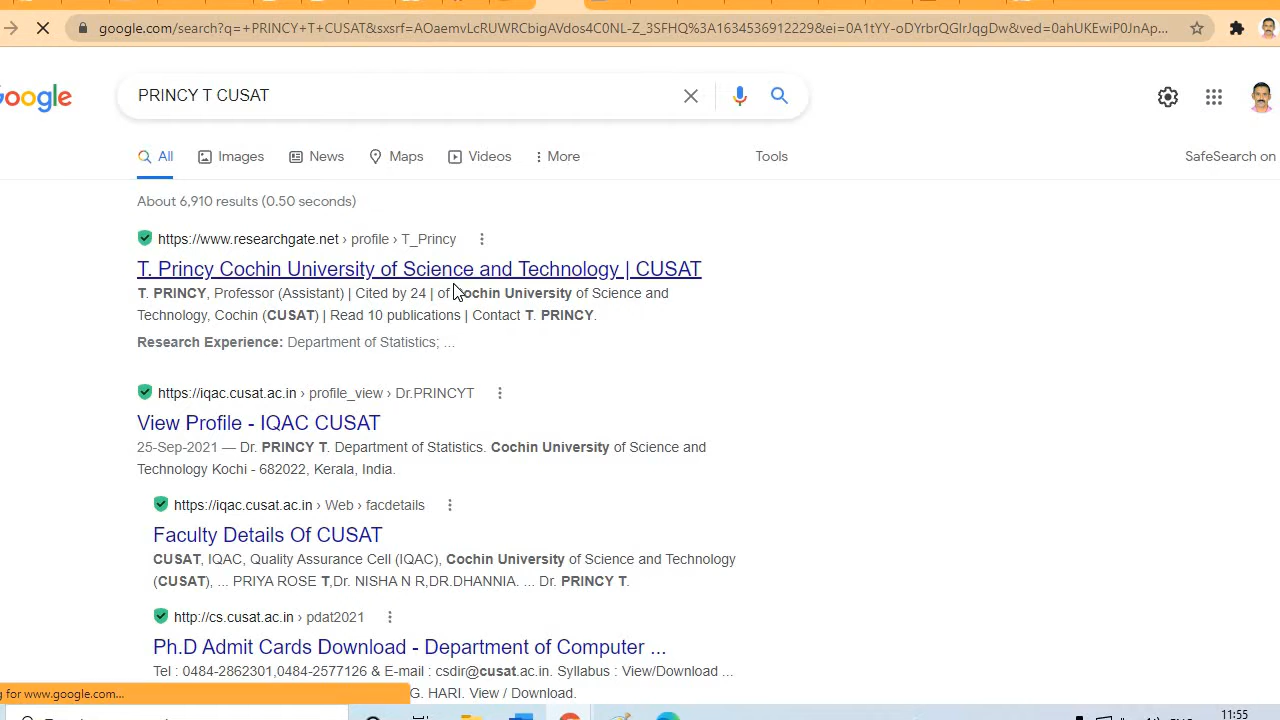 google.com/search?q=+PRINCY+T+CUSAT&sxsrf=AOaemvLcRUWRCbIgAVdos4C0NL-Z_3SFHQ%3A1634536912229&ei=0A1tYY-oDYrbrQGIrJqgDw&ved=0ahUKEwiP0JnAp...
oogle
PRINCY T CUSAT
All Images News Maps Videos More Tools SafeSearch on
About 6,910 results (0.50 seconds)
https://www.researchgate.net › profile › T_Princy
T. Princy Cochin University of Science and Technology | CUSAT
T. PRINCY, Professor (Assistant) | Cited by 24 | of Cochin University of Science and
Technology, Cochin (CUSAT) | Read 10 publications | Contact T. PRINCY.
Research Experience: Department of Statistics; ...
https://iqac.cusat.ac.in › profile_view › Dr.PRINCYT
View Profile - IQAC CUSAT
25-Sep-2021 — Dr. PRINCY T. Department of Statistics. Cochin University of Science and
Technology Kochi - 682022, Kerala, India.
https://iqac.cusat.ac.in › Web › facdetails
Faculty Details Of CUSAT
CUSAT, IQAC, Quality Assurance Cell (IQAC), Cochin University of Science and Technology
(CUSAT), ... PRIYA ROSE T,Dr. NISHA N R,DR.DHANNIA. ... Dr. PRINCY T.
http://cs.cusat.ac.in › pdat2021
Ph.D Admit Cards Download - Department of Computer ...
Tel : 0484-2862301,0484-2577126 & E-mail : csdir@cusat.ac.in. Syllabus : View/Download ...
g for www.google.com...
G. HARI. View / Download.
11:55